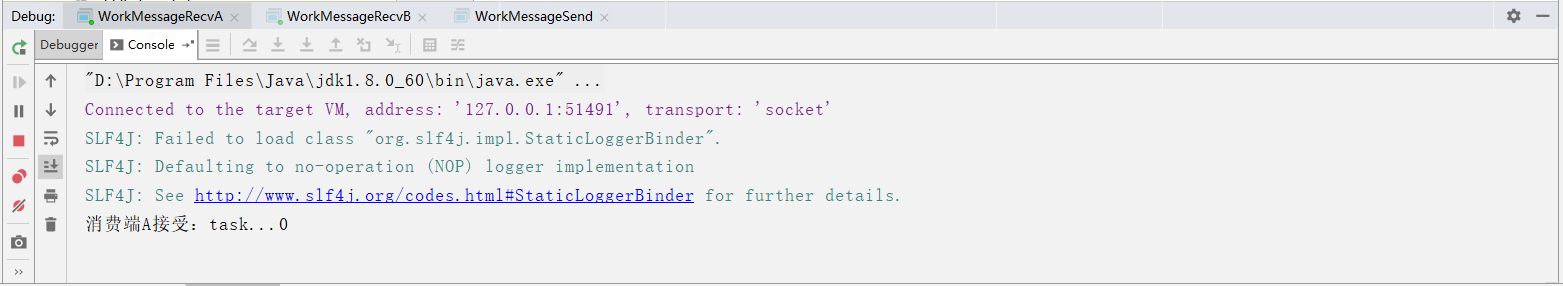 Debug: WorkMessageRecvA WorkMessageRecvB WorkMessageSend
Debugger Console
"D:\Program Files\Java\jdk1.8.0_60\bin\java.exe" ...
Connected to the target VM, address: '127.0.0.1:51491', transport: 'socket'
SLF4J: Failed to load class "org.slf4j.impl.StaticLoggerBinder".
SLF4J: Defaulting to no-operation (NOP) logger implementation
SLF4J: See http://www.slf4j.org/codes.html#StaticLoggerBinder for further details.
消费端A接受：task...0